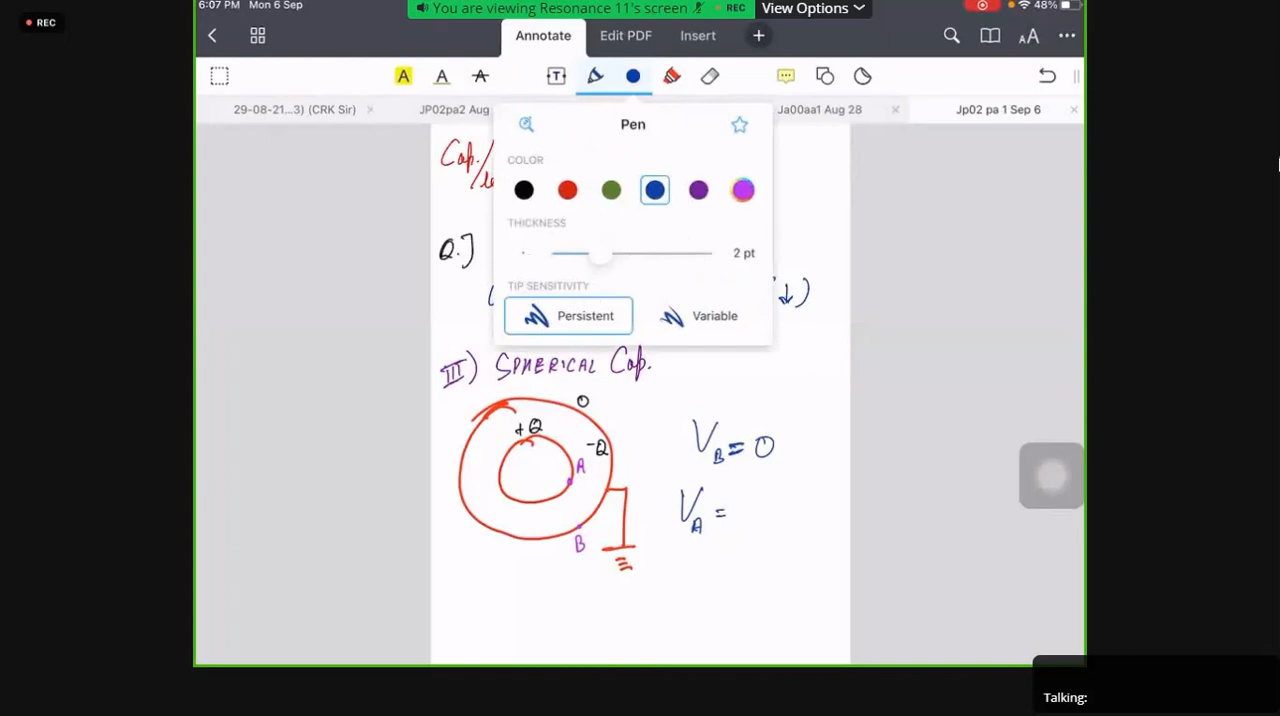 6:07 PM Mon 6 Sep
You are viewing Resonance 11's screen REC View Options
48%
REC
Annotate Edit PDF Insert +
AA
A A A T
29-08-21...3) (CRK Sir) × JP02pa2 Aug Ja00aa1 Aug 28 × Jp02 pa 1 Sep 6 ×
Pen
COLOR
THICKNESS
2 pt
TIP SENSITIVITY
Persistent Variable
Cap./
Q.]
( ↓)
III) SPHERICAL Cap.
0
+Q
-Q
A
B
V_B = 0
V_A =
Talking: